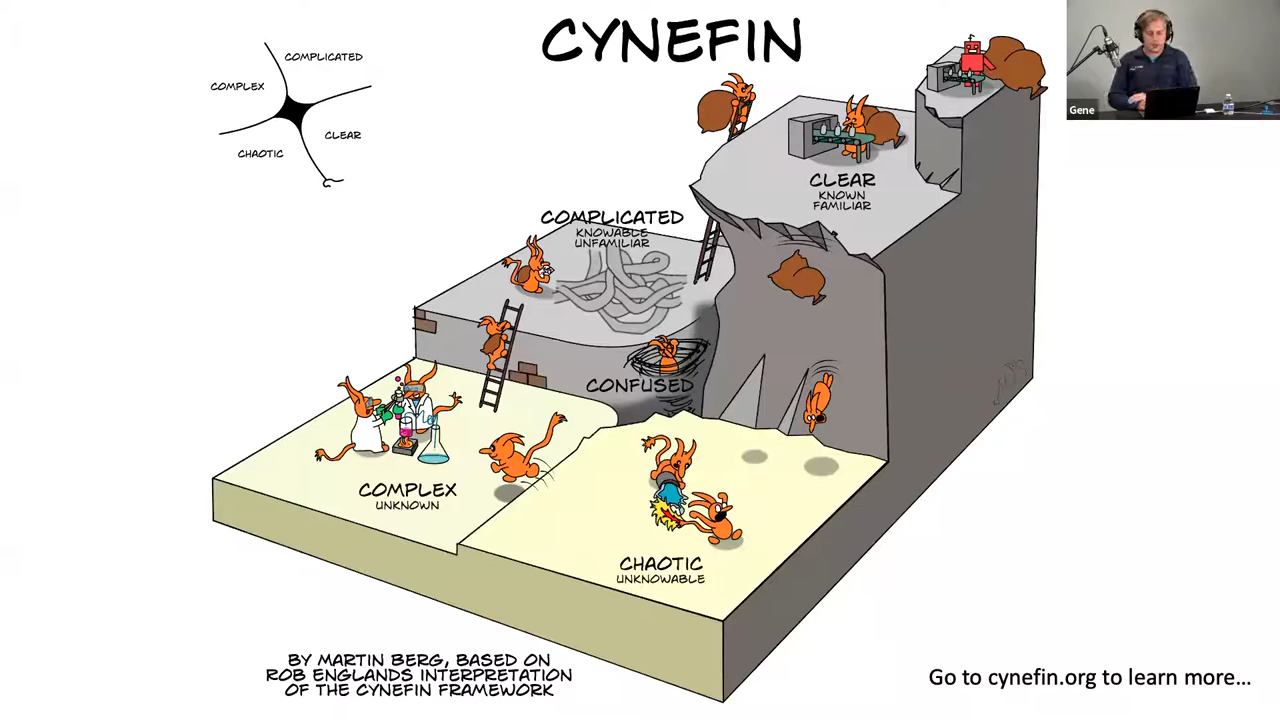 CYNEFIN
COMPLICATED
COMPLEX
CLEAR
CHAOTIC
Gene
CLEAR
KNOWN
FAMILIAR
COMPLICATED
KNOWABLE
UNFAMILIAR
CONFUSED
COMPLEX
UNKNOWN
CHAOTIC
UNKNOWABLE
BY MARTIN BERG, BASED ON
ROB ENGLANDS INTERPRETATION
OF THE CYNEFIN FRAMEWORK
Go to cynefin.org to learn more...